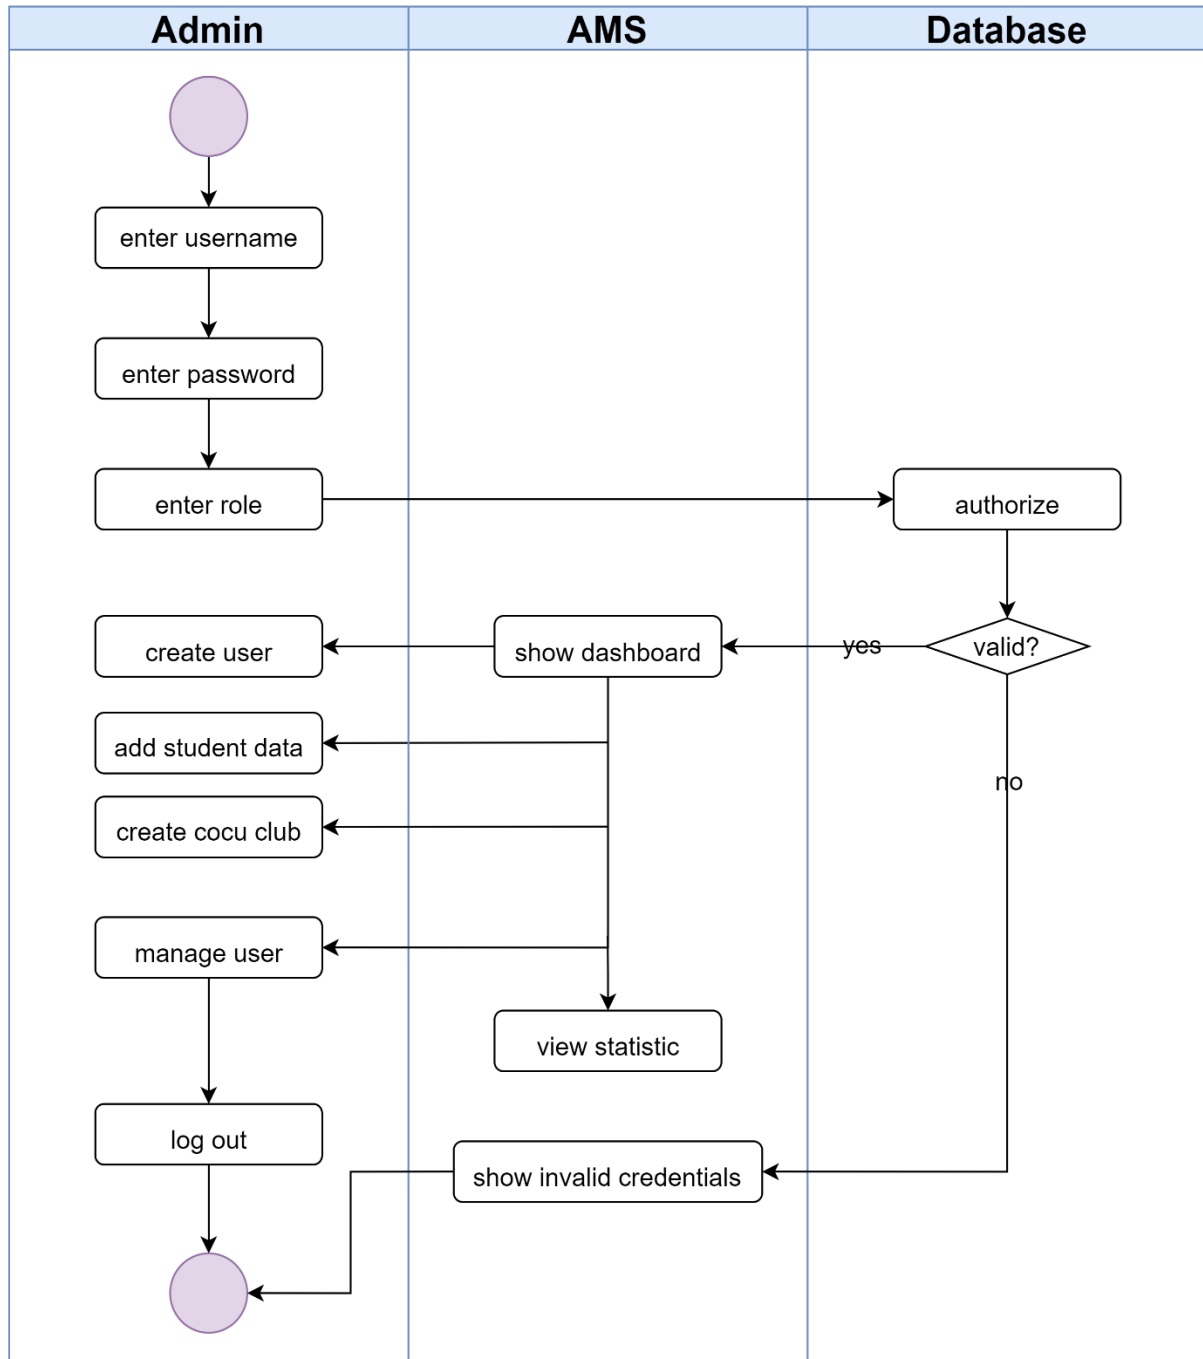 Admin
AMS
Database
enter username
enter password
enter role
authorize
create user
show dashboard
yes
valid?
add student data
no
create cocu club
manage user
view statistic
log out
show invalid credentials